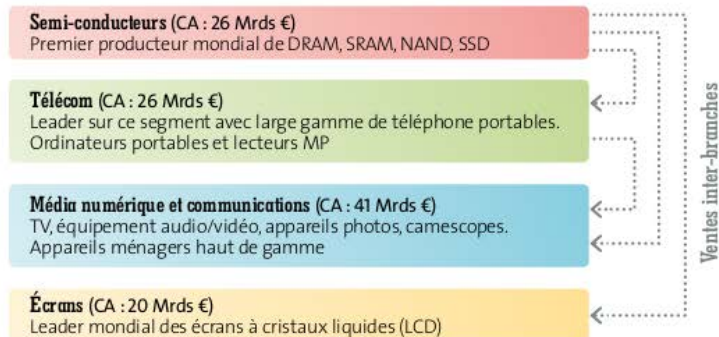 Semi-conducteurs (CA : 26 Mrds €)
Premier producteur mondial de DRAM, SRAM, NAND, SSD
Télécom (CA : 26 Mrds €)
Leader sur ce segment avec large gamme de téléphone portables.
Ordinateurs portables et lecteurs MP
Média numérique et communications (CA : 41 Mrds €)
TV, équipement audio/vidéo, appareils photos, camescopes.
Appareils ménagers haut de gamme
Écrans (CA : 20 Mrds €)
Leader mondial des écrans à cristaux liquides (LCD)
Ventes inter-branches